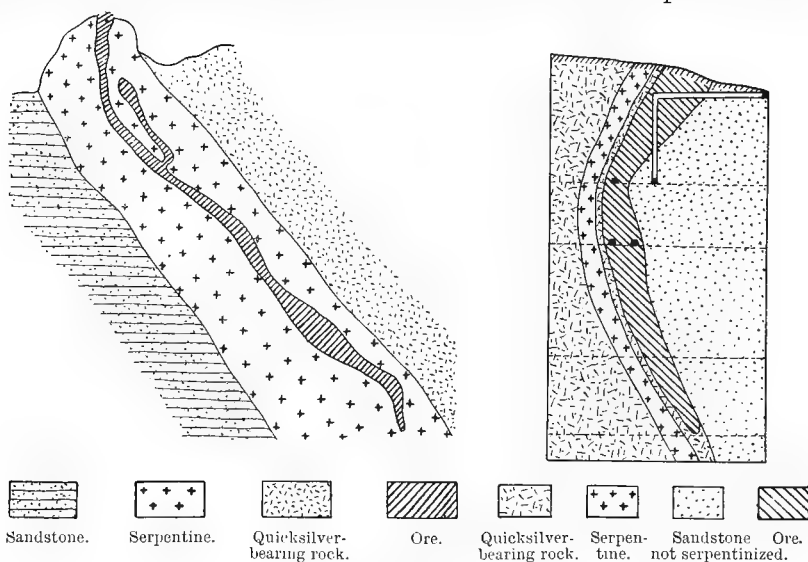 Sandstone.
Serpentine.
Quicksilver-
bearing rock.
Ore.
Quicksilver-
bearing rock.
Serpen-
tine.
Sandstone
not serpentinized.
Ore.